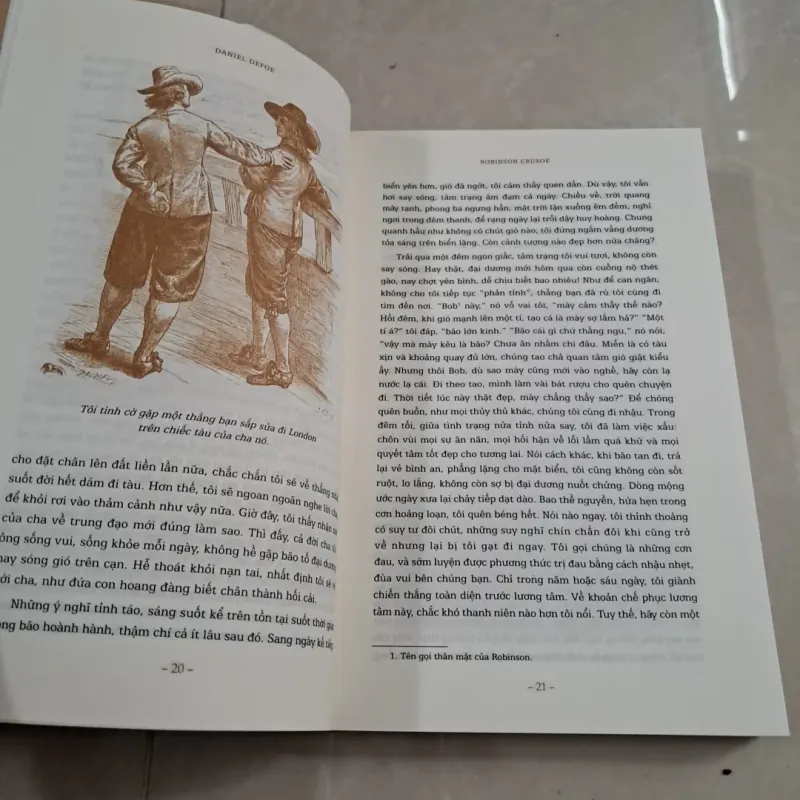 DANIEL DEFOE
Tôi tình cờ gặp một thằng bạn sắp sửa đi London
trên chiếc tàu của cha nó.
cho đặt chân lên đất liền lần nữa, chắc chắn tôi sẽ về thẳng
suốt đời hết dám đi tàu. Hơn thế, tôi sẽ ngoan ngoãn nghe lời
để khỏi rơi vào thảm cảnh như vậy nữa. Giờ đây, tôi thấy
của cha về trung đạo mới đúng làm sao. Thì đấy, cả đời cha
sống vui, sống khỏe mỗi ngày, không hề gặp bão tố đại
hay sóng gió trên cạn. Hễ thoát khỏi nạn tai, nhất định tôi sẽ
cha, như đứa con hoang đàng biết chân thành hối cải.
Những ý nghĩ tỉnh táo, sáng suốt kể trên tồn tại suốt thời
bão hoành hành, thậm chí cả ít lâu sau đó. Sang ngày kế
– 20 –
ROBINSON CRUSOE
biển yên hơn, gió đã ngớt, tôi cảm thấy quen dần. Dù vậy, tôi vẫn
hơi say sóng, tâm trạng ảm đạm cả ngày. Chiều về, trời quang
mây tạnh, phong ba ngưng hẳn, mặt trời lặn xuống êm đềm, nghỉ
ngơi trong đêm thanh, để rạng ngày lại trỗi dậy huy hoàng. Chung
quanh hầu như không có chút gió nào, tôi đứng ngắm vầng dương
tỏa sáng trên biển lặng. Còn cảnh tượng nào đẹp hơn nữa chăng?
Trải qua một đêm ngon giấc, tâm trạng tôi vui tươi, không còn
say sóng. Hay thật, đại dương mới hôm qua còn cuồng nộ thét
gào, nay chợt yên bình, dễ chịu biết bao nhiêu! Như để can ngăn,
không cho tôi tiếp tục “phản tỉnh”, thằng bạn đã rủ tôi cùng đi
tìm đến nơi. “Bob¹ này,” nó vỗ vai tôi, “mày cảm thấy thế nào?
Hồi đêm, khi gió mạnh lên một tí, tao cá là mày sợ lắm hả?” “Một
tí á?” tôi đáp, “bão lớn kinh.” “Bão cái gì chứ thằng ngu,” nó nói,
“vậy mà mày kêu là bão? Chưa ăn nhằm chi đâu. Miễn là có tàu
xịn và khoảng quay đủ lớn, chúng tao chả quan tâm gió giật kiểu
ấy. Nhưng thôi Bob, dù sao mày cũng mới vào nghề, hãy còn lạ
nước lạ cái. Đi theo tao, mình làm vài bát rượu cho quên chuyện
đi. Thời tiết lúc này thật đẹp, mày chẳng thấy sao?” Để chóng
quên buồn, như mọi thủy thủ khác, chúng tôi cùng đi nhậu. Trong
đêm tối, giữa tình trạng nửa tỉnh nửa say, tôi đã làm việc xấu:
chôn vùi mọi sự ăn năn, mọi hối hận về lỗi lầm quá khứ và mọi
quyết tâm tốt đẹp cho tương lai. Nói cách khác, khi bão tan đi, trả
lại vẻ bình an, phẳng lặng cho mặt biển, tôi cũng không còn sốt
ruột, lo lắng, không còn sợ bị đại dương nuốt chửng. Dòng mộng
ước ngày xưa lại chảy tiếp dạt dào. Bao thề nguyền, hứa hẹn trong
cơn hoảng loạn, tôi quên béng hết. Nói nào ngay, tôi thỉnh thoảng
có suy tư đôi chút, những suy nghĩ chín chắn đôi khi cũng trở
về nhưng lại bị tôi gạt đi ngay. Tôi gọi chúng là những cơn
đau, và sớm luyện được phương thức trị đau bằng cách nhậu nhẹt,
đùa vui bên chúng bạn. Chỉ trong năm hoặc sáu ngày, tôi giành
chiến thắng toàn diện trước lương tâm. Về khoản chế phục lương
tâm này, chắc khó thanh niên nào hơn tôi nổi. Tuy thế, hãy còn một
1. Tên gọi thân mật của Robinson.
– 21 –